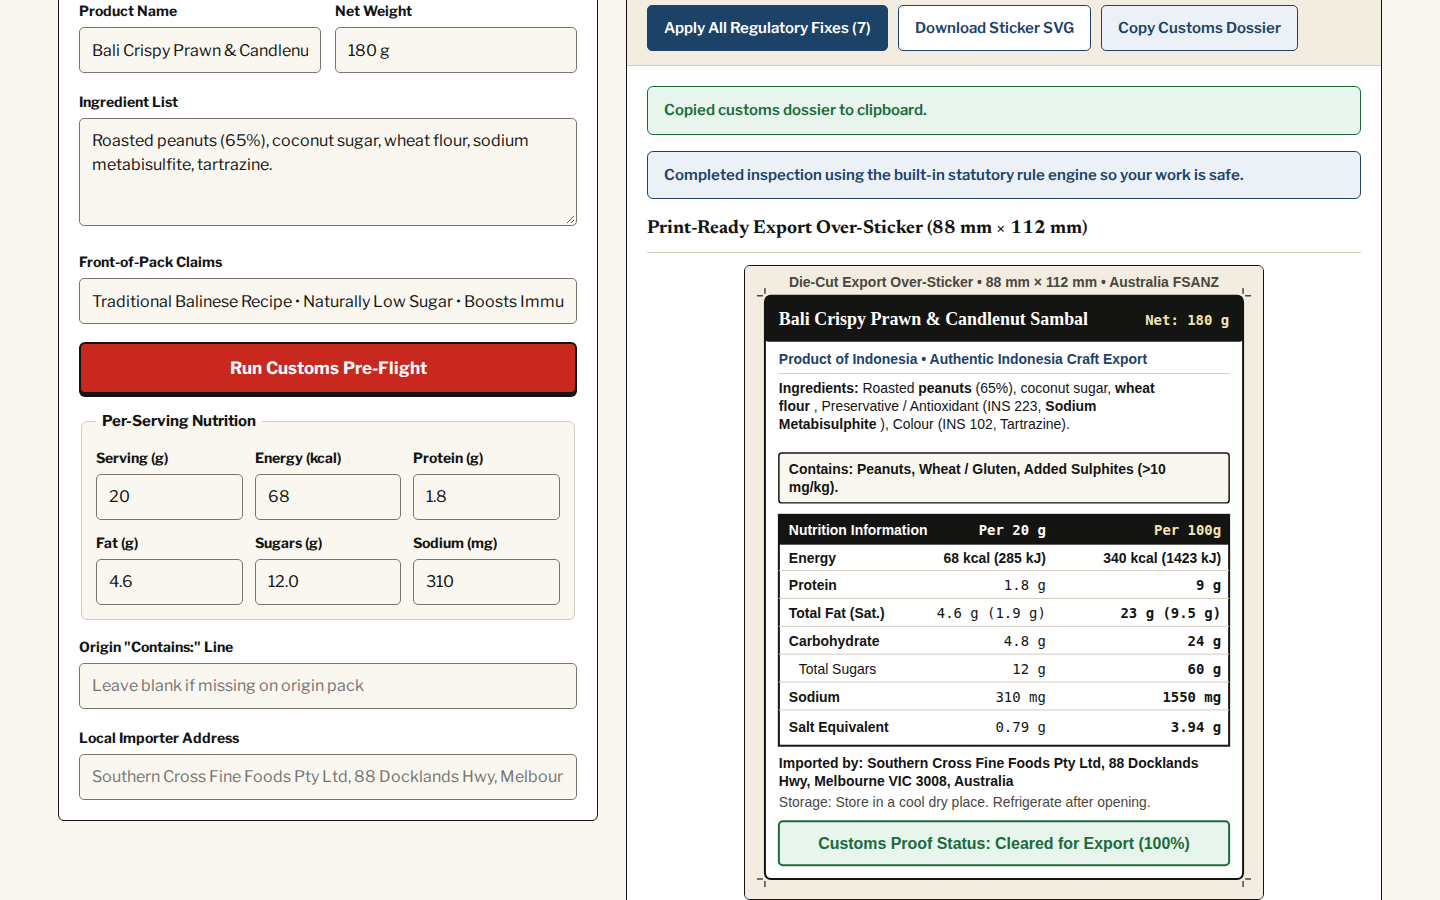 Product Name
Bali Crispy Prawn & Candlenu
Net Weight
180 g
Ingredient List
Roasted peanuts (65%), coconut sugar, wheat flour, sodium
metabisulfite, tartrazine.
Front-of-Pack Claims
Traditional Balinese Recipe • Naturally Low Sugar • Boosts Immu
Run Customs Pre-Flight
Per-Serving Nutrition
Serving (g)
20
Energy (kcal)
68
Protein (g)
1.8
Fat (g)
4.6
Sugars (g)
12.0
Sodium (mg)
310
Origin "Contains:" Line
Leave blank if missing on origin pack
Local Importer Address
Southern Cross Fine Foods Pty Ltd, 88 Docklands Hwy, Melbour
Apply All Regulatory Fixes (7)
Download Sticker SVG
Copy Customs Dossier
Copied customs dossier to clipboard.
Completed inspection using the built-in statutory rule engine so your work is safe.
Print-Ready Export Over-Sticker (88 mm × 112 mm)
Die-Cut Export Over-Sticker • 88 mm × 112 mm • Australia FSANZ
Bali Crispy Prawn & Candlenut Sambal
Net: 180 g
Product of Indonesia • Authentic Indonesia Craft Export
Ingredients: Roasted peanuts (65%), coconut sugar, wheat
flour , Preservative / Antioxidant (INS 223, Sodium
Metabisulphite ), Colour (INS 102, Tartrazine).
Contains: Peanuts, Wheat / Gluten, Added Sulphites (>10
mg/kg).
Nutrition Information Per 20 g Per 100g
Energy 68 kcal (285 kJ) 340 kcal (1423 kJ)
Protein 1.8 g 9 g
Total Fat (Sat.) 4.6 g (1.9 g) 23 g (9.5 g)
Carbohydrate 4.8 g 24 g
Total Sugars 12 g 60 g
Sodium 310 mg 1550 mg
Salt Equivalent 0.79 g 3.94 g
Imported by: Southern Cross Fine Foods Pty Ltd, 88 Docklands
Hwy, Melbourne VIC 3008, Australia
Storage: Store in a cool dry place. Refrigerate after opening.
Customs Proof Status: Cleared for Export (100%)